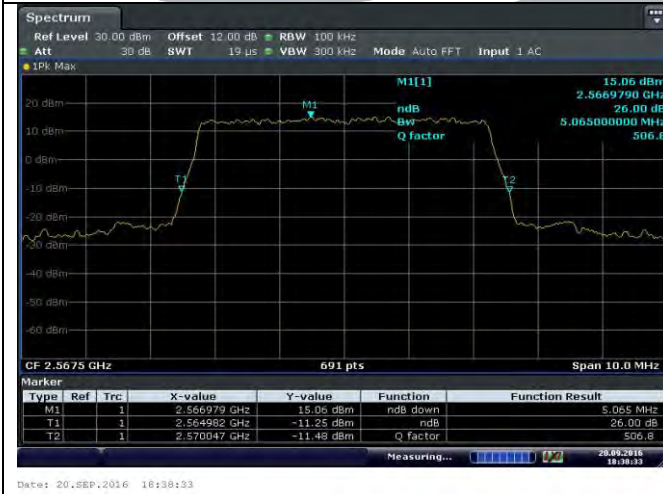 Spectrum
Ref Level 30.00 dBm Offset 12.00 dB RBW 100 kHz
Att 30 dB SWT 19 µs VBW 300 kHz Mode Auto FFT Input 1 AC
1Pk Max
M1[1] 15.06 dBm
2.5669790 GHz
ndB 26.00 dB
Bw 5.065000000 MHz
Q factor 506.8
M1
T1
T2
20 dBm
10 dBm
0 dBm
-10 dBm
-20 dBm
-30 dBm
-40 dBm
-50 dBm
-60 dBm
CF 2.5675 GHz 691 pts Span 10.0 MHz
Marker
Type Ref Trc X-value Y-value Function Function Result
M1 1 2.566979 GHz 15.06 dBm ndB down 5.065 MHz
T1 1 2.564982 GHz -11.25 dBm ndB 26.00 dB
T2 1 2.570047 GHz -11.48 dBm Q factor 506.8
Measuring... 20.09.2016
18:38:33
Date: 20.SEP.2016 18:38:33